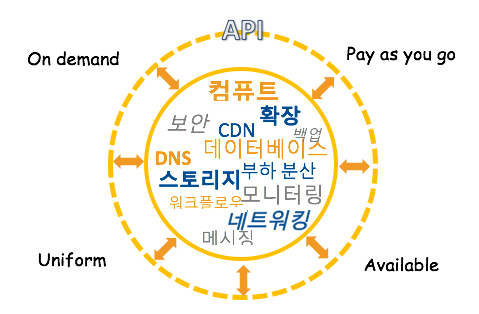 API
On demand
Pay as you go
컴퓨트
확장
보안
CDN
백업
데이터베이스
DNS
부하 분산
스토리지
모니터링
워크플로우
네트워킹
메시징
Uniform
Available